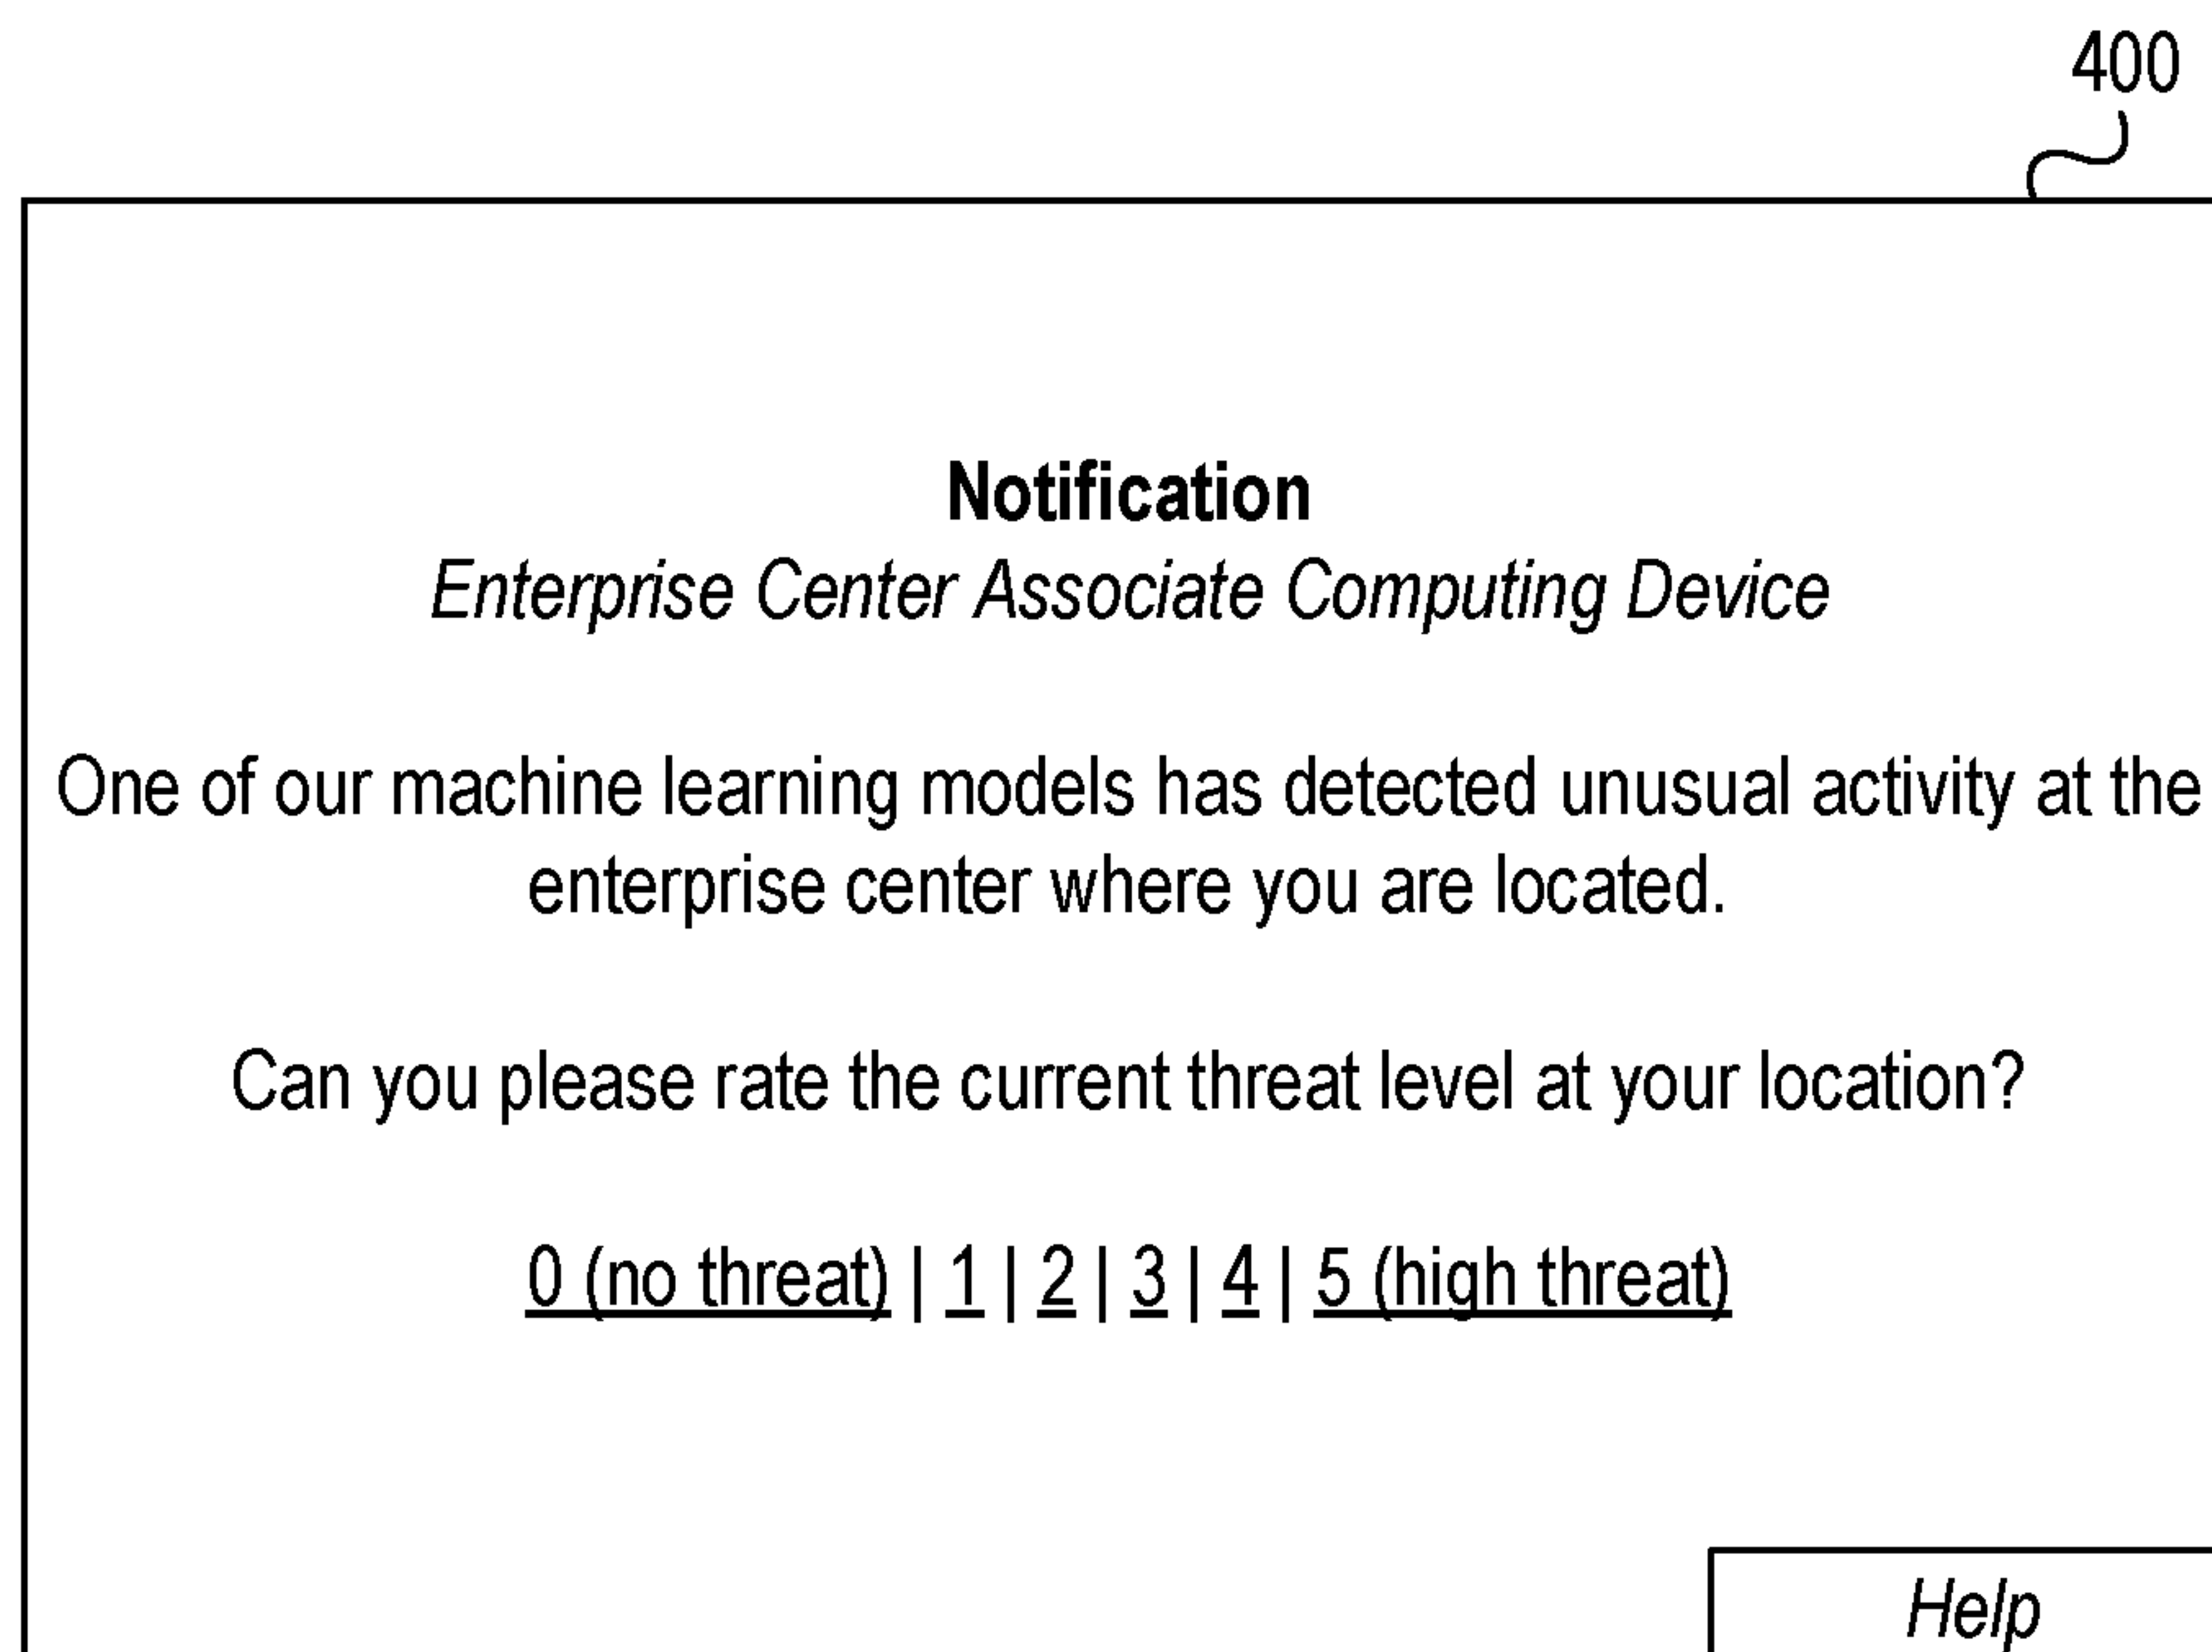 400
Notification
Enterprise Center Associate Computing Device
One of our machine learning models has detected unusual activity at the
enterprise center where you are located.
Can you please rate the current threat level at your location?
0 (no threat) | 1 | 2 | 3 | 4 | 5 (high threat)
Help